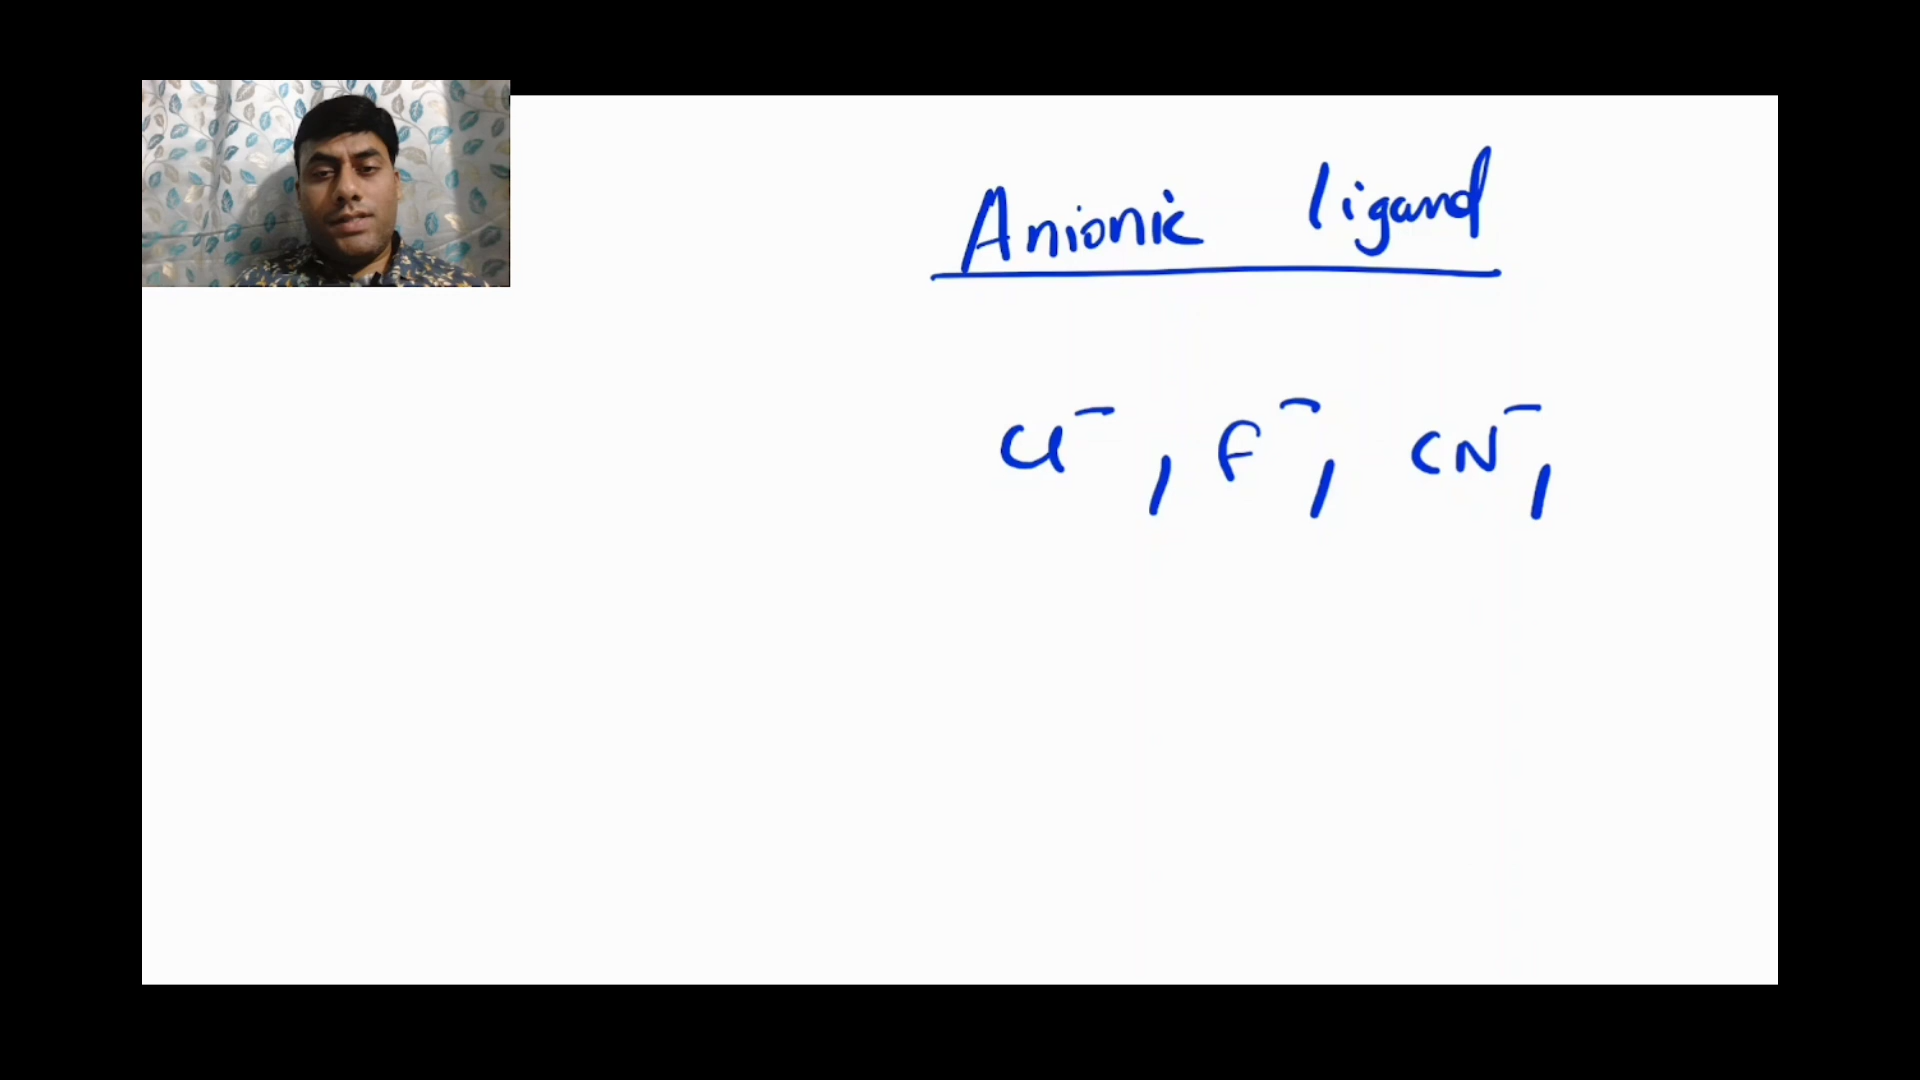 Anionic ligand
Cl⁻, F⁻, CN⁻,